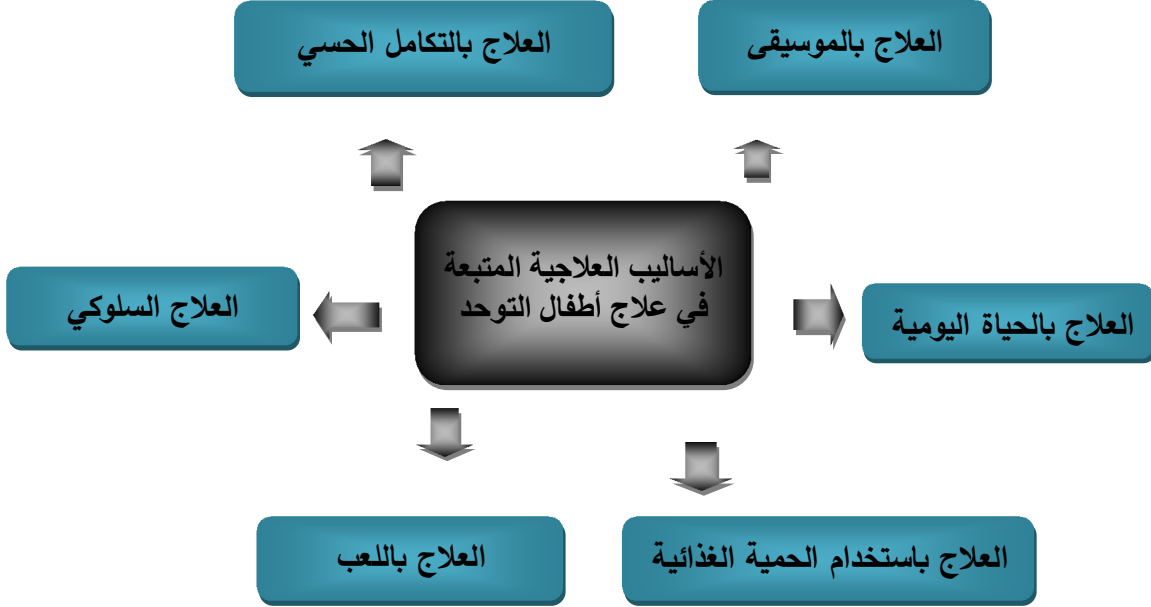 العلاج بالموسيقى
العلاج بالتكامل الحسي
الأساليب العلاجية المتبعة
في علاج أطفال التوحد
العلاج بالحياة اليومية
العلاج السلوكي
العلاج باستخدام الحمية الغذائية
العلاج باللعب